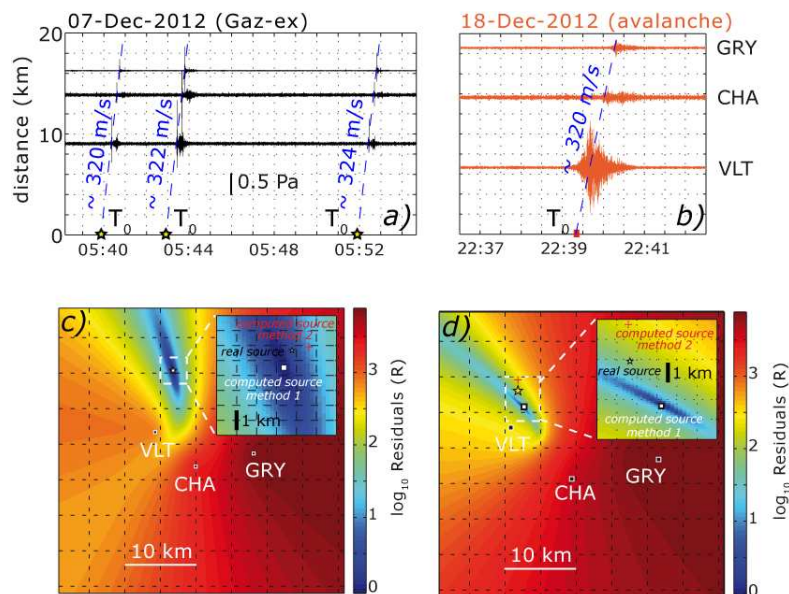 07-Dec-2012 (Gaz-ex)
18-Dec-2012 (avalanche)
distance (km)
20
10
0
~ 320 m/s
~ 322 m/s
~ 324 m/s
0.5 Pa
T0
T0
T0
a)
05:40
05:44
05:48
05:52
GRY
CHA
VLT
~ 320 m/s
T0
b)
22:37
22:39
22:41
c)
computed source
method 2
real source
computed source
method 1
1 km
VLT
CHA
GRY
10 km
3
2
1
0
log10 Residuals (R)
d)
computed source
method 2
real source
1 km
computed source
method 1
VLT
CHA
GRY
10 km
3
2
1
0
log10 Residuals (R)